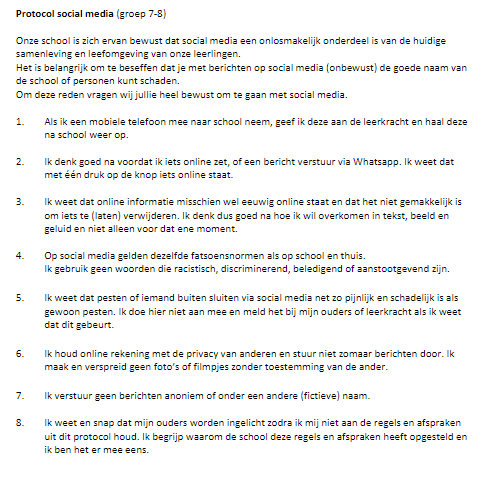 Protocol social media (groep 7-8)
Onze school is zich ervan bewust dat social media een onlosmakelijk onderdeel is van de huidige
samenleving en leefomgeving van onze leerlingen.
Het is belangrijk om te beseffen dat je met berichten op social media (onbewust) de goede naam van
de school of personen kunt schaden.
Om deze reden vragen wij jullie heel bewust om te gaan met social media.
1. Als ik een mobiele telefoon mee naar school neem, geef ik deze aan de leerkracht en haal deze
na school weer op.
2. Ik denk goed na voordat ik iets online zet, of een bericht verstuur via Whatsapp. Ik weet dat
met één druk op de knop iets online staat.
3. Ik weet dat online informatie misschien wel eeuwig online staat en dat het niet gemakkelijk is
om iets te (laten) verwijderen. Ik denk dus goed na hoe ik wil overkomen in tekst, beeld en
geluid en niet alleen voor dat ene moment.
4. Op social media gelden dezelfde fatsoensnormen als op school en thuis.
Ik gebruik geen woorden die racistisch, discriminerend, beledigend of aanstootgevend zijn.
5. Ik weet dat pesten of iemand buiten sluiten via social media net zo pijnlijk en schadelijk is als
gewoon pesten. Ik doe hier niet aan mee en meld het bij mijn ouders of leerkracht als ik weet
dat dit gebeurt.
6. Ik houd online rekening met de privacy van anderen en stuur niet zomaar berichten door. Ik
maak en verspreid geen foto's of filmpjes zonder toestemming van de ander.
7. Ik verstuur geen berichten anoniem of onder een andere (fictieve) naam.
8. Ik weet en snap dat mijn ouders worden ingelicht zodra ik mij niet aan de regels en afspraken
uit dit protocol houd. Ik begrijp waarom de school deze regels en afspraken heeft opgesteld en
ik ben het er mee eens.